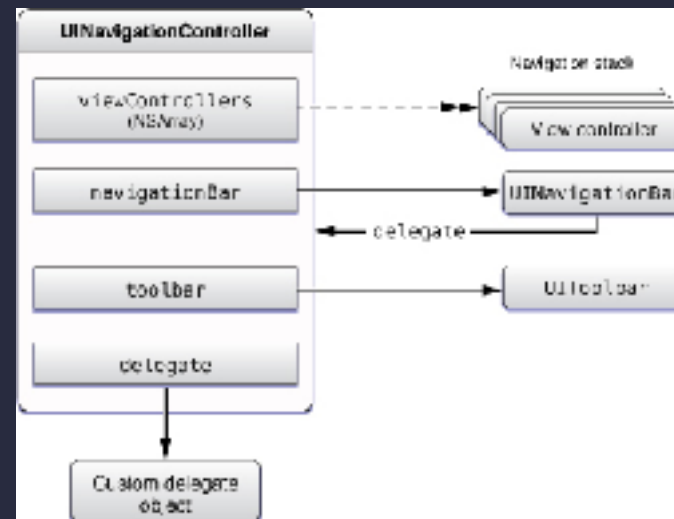 UINavigationController
Navigation stack
viewControllers
(NSArray)
View controller
navigationBar
UINavigationBar
delegate
toolbar
UIToolbar
delegate
Custom delegate
object